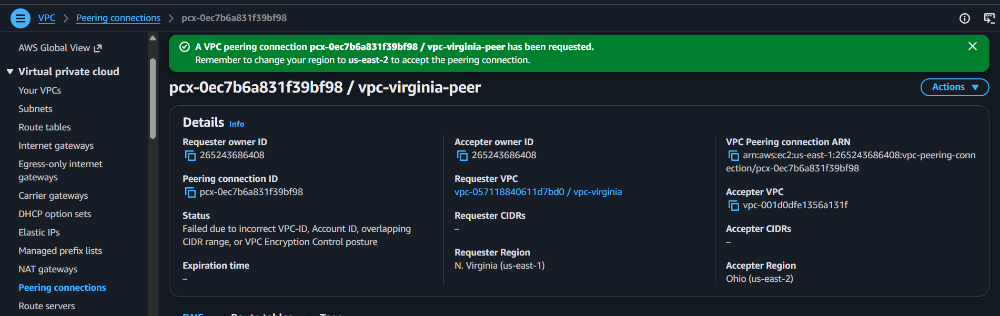 VPC
Peering connections
pcx-0ec7b6a831f39bf98
AWS Global View
Virtual private cloud
Your VPCs
Subnets
Route tables
Internet gateways
Egress-only internet
gateways
Carrier gateways
DHCP option sets
Elastic IPs
Managed prefix lists
NAT gateways
Peering connections
Route servers
A VPC peering connection pcx-0ec7b6a831f39bf98 / vpc-virginia-peer has been requested.
Remember to change your region to us-east-2 to accept the peering connection.
pcx-0ec7b6a831f39bf98 / vpc-virginia-peer
Actions
Details Info
Requester owner ID
265243686408
Peering connection ID
pcx-0ec7b6a831f39bf98
Status
Failed due to incorrect VPC-ID, Account ID, overlapping
CIDR range, or VPC Encryption Control posture
Expiration time
–
Accepter owner ID
265243686408
Requester VPC
vpc-057118840611d7bd0 / vpc-virginia
Requester CIDRs
–
Requester Region
N. Virginia (us-east-1)
VPC Peering connection ARN
arn:aws:ec2:us-east-1:265243686408:vpc-peering-conn
ection/pcx-0ec7b6a831f39bf98
Accepter VPC
vpc-001d0dfe1356a131f
Accepter CIDRs
–
Accepter Region
Ohio (us-east-2)
DNS
Route tables
Tags